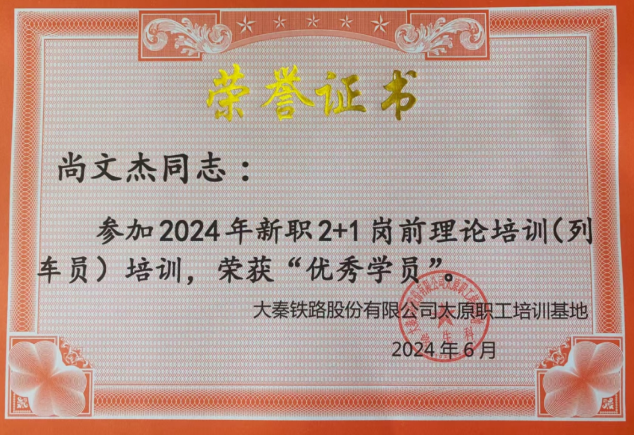 荣誉证书
尚文杰同志：
参加2024年新职2+1岗前理论培训（列
车员）培训，荣获“优秀学员”。
大秦铁路股份有限公司太原职工培训基地
2024年6月